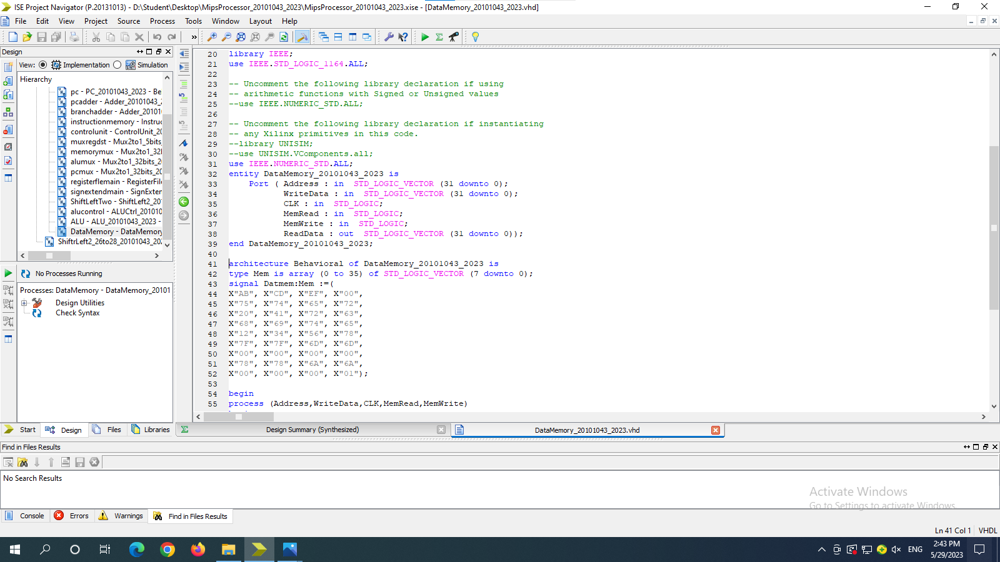 ISE Project Navigator (P.20131013) - D:\Student\Desktop\MipsProcessor_20101043_2023\MipsProcessor_20101043_2023.xise - [DataMemory_20101043_2023.vhd]
File Edit View Project Source Process Tools Window Layout Help
Design
View: Implementation Simulation
Hierarchy
pc - PC_20101043_2023 - Be
pcadder - Adder_20101043_2
branchadder - Adder_20101
instructionmemory - Instruc
controlunit - ControlUnit_20
muxregdst - Mux2to1_5bits_
memorymux - Mux2to1_32l
alumux - Mux2to1_32bits_20
pcmux - Mux2to1_32bits_20
registerflemain - RegisterFil
signextendmain - SignExter
ShiftLeftTwo - ShiftLeft2_20
alucontrol - ALUCtrl_201010
ALU - ALU_20101043_2023 -
DataMemory - DataMemory
ShiftrLeft2_26to28_20101043_20
No Processes Running
Processes: DataMemory - DataMemory_20101
Design Utilities
Check Syntax
Start Design Files Libraries
20 library IEEE;
21 use IEEE.STD_LOGIC_1164.ALL;
22
23 -- Uncomment the following library declaration if using
24 -- arithmetic functions with Signed or Unsigned values
25 --use IEEE.NUMERIC_STD.ALL;
26
27 -- Uncomment the following library declaration if instantiating
28 -- any Xilinx primitives in this code.
29 --library UNISIM;
30 --use UNISIM.VComponents.all;
31 use IEEE.NUMERIC_STD.ALL;
32 entity DataMemory_20101043_2023 is
33 Port ( Address : in STD_LOGIC_VECTOR (31 downto 0);
34 WriteData : in STD_LOGIC_VECTOR (31 downto 0);
35 CLK : in STD_LOGIC;
36 MemRead : in STD_LOGIC;
37 MemWrite : in STD_LOGIC;
38 ReadData : out STD_LOGIC_VECTOR (31 downto 0));
39 end DataMemory_20101043_2023;
40
41 architecture Behavioral of DataMemory_20101043_2023 is
42 type Mem is array (0 to 35) of STD_LOGIC_VECTOR (7 downto 0);
43 signal Datmem:Mem :=(
44 X"AB", X"CD", X"EF", X"00",
45 X"75", X"74", X"65", X"72",
46 X"20", X"41", X"72", X"63",
47 X"68", X"69", X"74", X"65",
48 X"12", X"34", X"56", X"78",
49 X"7F", X"7F", X"6D", X"6D",
50 X"00", X"00", X"00", X"00",
51 X"78", X"78", X"6A", X"6A",
52 X"00", X"00", X"00", X"01");
53
54 begin
55 process (Address,WriteData,CLK,MemRead,MemWrite)
Design Summary (Synthesized) DataMemory_20101043_2023.vhd
Find in Files Results
No Search Results
Activate Windows
Go to Settings to activate Windows.
Console Errors Warnings Find in Files Results
Ln 41 Col 1 VHDL
ENG
2:43 PM
5/29/2023